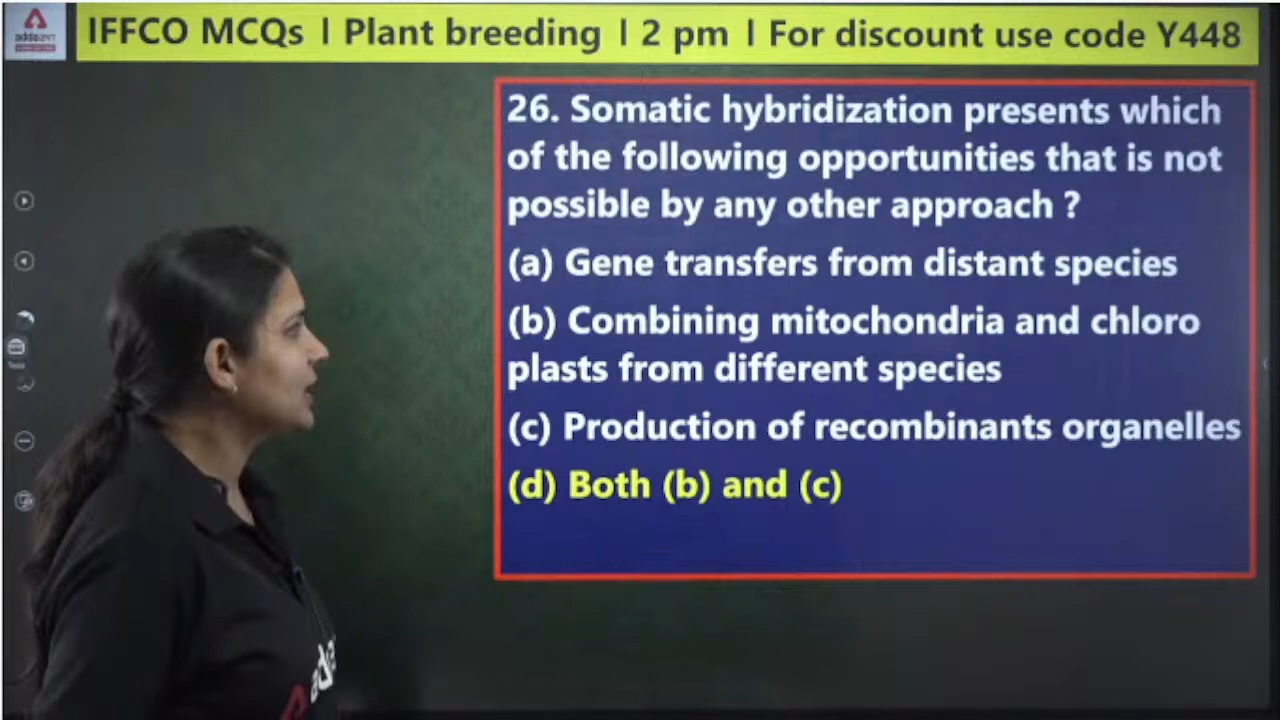 adda247
IFFCO MCQs I Plant breeding I 2 pm I For discount use code Y448
26. Somatic hybridization presents which
of the following opportunities that is not
possible by any other approach ?
(a) Gene transfers from distant species
(b) Combining mitochondria and chloro
plasts from different species
(c) Production of recombinants organelles
(d) Both (b) and (c)
adda